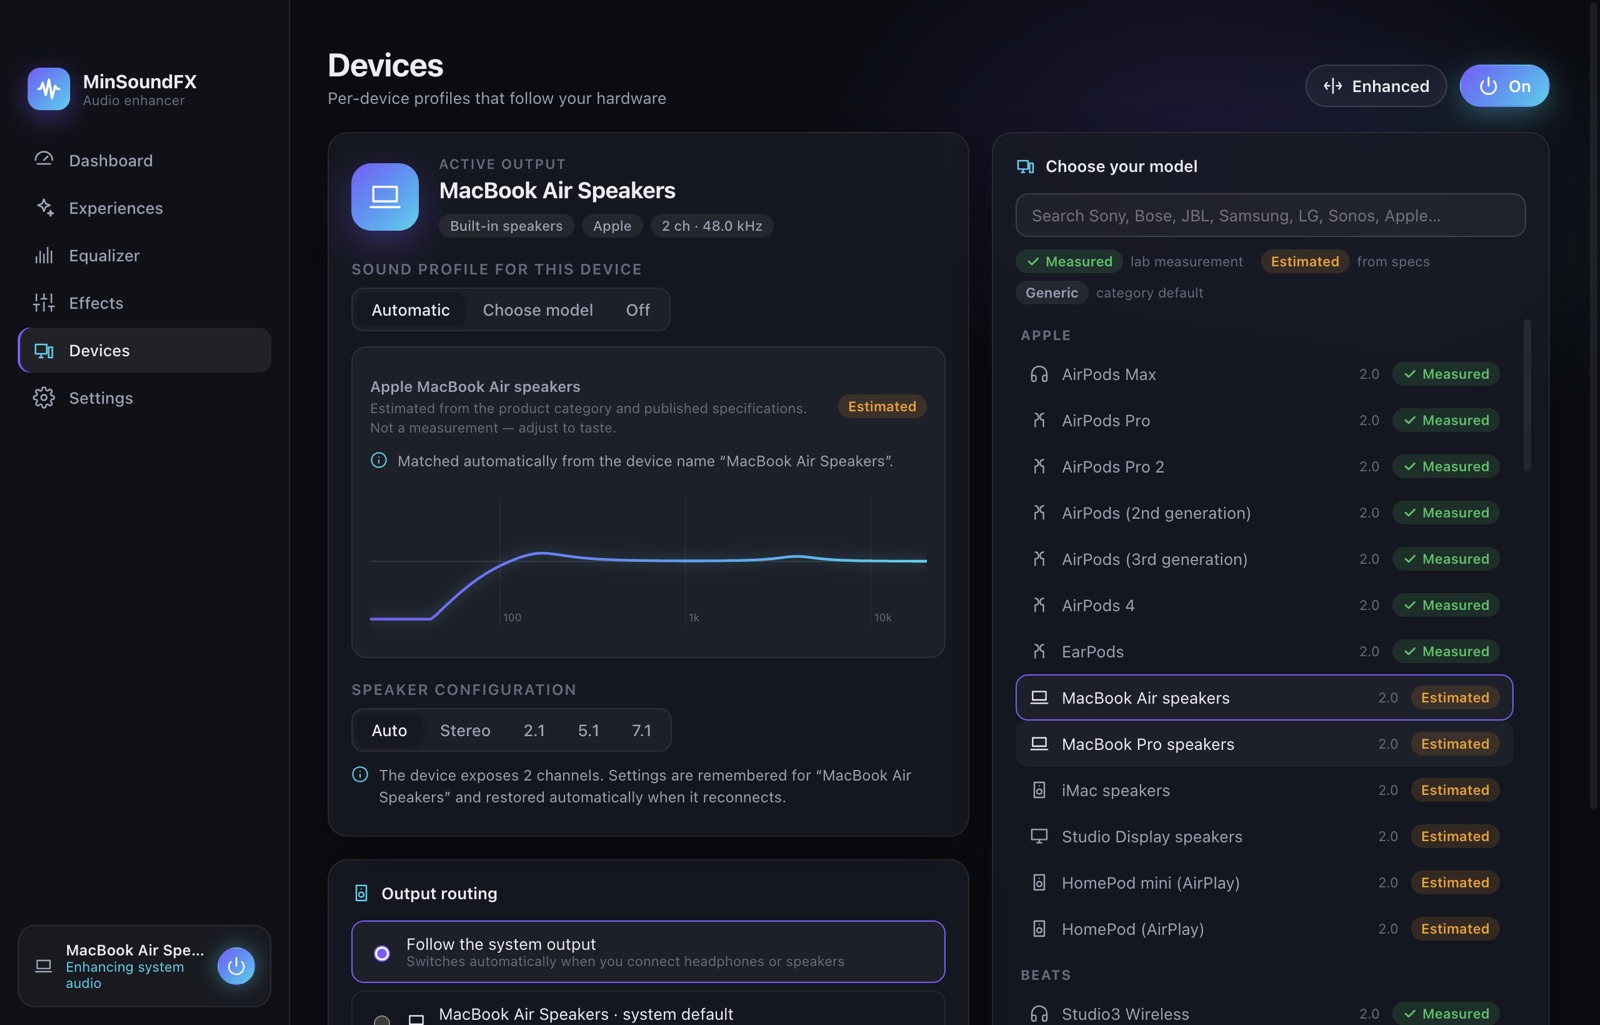 MinSoundFX
Audio enhancer
Dashboard
Experiences
Equalizer
Effects
Devices
Settings
MacBook Air Spe...
Enhancing system
audio
Devices
Per-device profiles that follow your hardware
Enhanced
On
ACTIVE OUTPUT
MacBook Air Speakers
Built-in speakers
Apple
2 ch · 48.0 kHz
SOUND PROFILE FOR THIS DEVICE
Automatic
Choose model
Off
Apple MacBook Air speakers
Estimated from the product category and published specifications.
Not a measurement — adjust to taste.
Estimated
Matched automatically from the device name “MacBook Air Speakers”.
100
1k
10k
SPEAKER CONFIGURATION
Auto
Stereo
2.1
5.1
7.1
The device exposes 2 channels. Settings are remembered for “MacBook Air
Speakers” and restored automatically when it reconnects.
Output routing
Follow the system output
Switches automatically when you connect headphones or speakers
MacBook Air Speakers · system default
Choose your model
Search Sony, Bose, JBL, Samsung, LG, Sonos, Apple...
Measured lab measurement
Estimated from specs
Generic category default
APPLE
AirPods Max 2.0 Measured
AirPods Pro 2.0 Measured
AirPods Pro 2 2.0 Measured
AirPods (2nd generation) 2.0 Measured
AirPods (3rd generation) 2.0 Measured
AirPods 4 2.0 Measured
EarPods 2.0 Measured
MacBook Air speakers 2.0 Estimated
MacBook Pro speakers 2.0 Estimated
iMac speakers 2.0 Estimated
Studio Display speakers 2.0 Estimated
HomePod mini (AirPlay) 2.0 Estimated
HomePod (AirPlay) 2.0 Estimated
BEATS
Studio3 Wireless 2.0 Measured